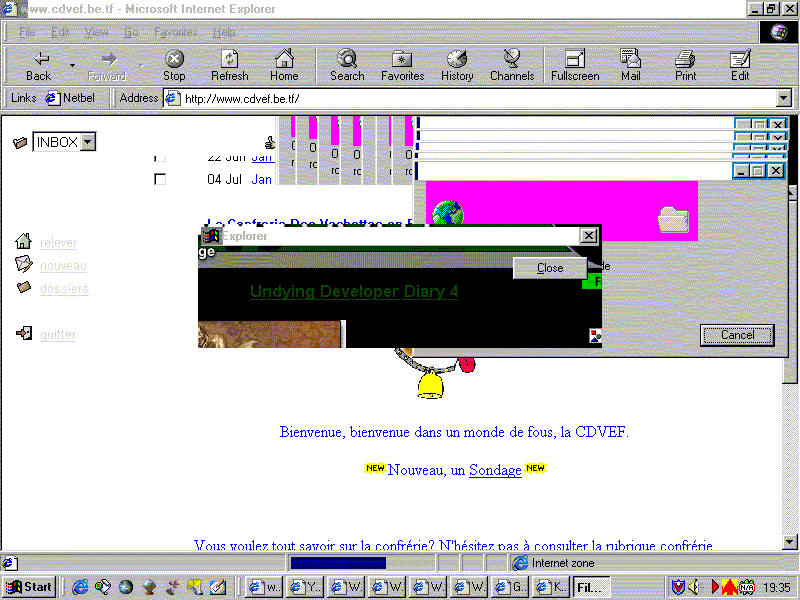 www.cdvef.be.tf - Microsoft Internet Explorer
File Edit View Go Favorites Help
Back Forward Stop Refresh Home Search Favorites History Channels Fullscreen Mail Print Edit
Links Netbel Address http://www.cdvef.be.tf/
INBOX
22 Jun Jan
04 Jul Jan
La Confrérie Des Vachettes en
relever
nouveau
dossiers
quitter
Explorer
ge
Close
de
Undying Developer Diary 4
F
Cancel
Bienvenue, bienvenue dans un monde de fous, la CDVEF.
NEW Nouveau, un Sondage NEW
Vous voulez tout savoir sur la confrérie? N'hésitez pas à consulter la rubrique confrérie
Internet zone
Start w.. Y.. W.. W.. W.. W.. G.. K.. Fil... 19:35